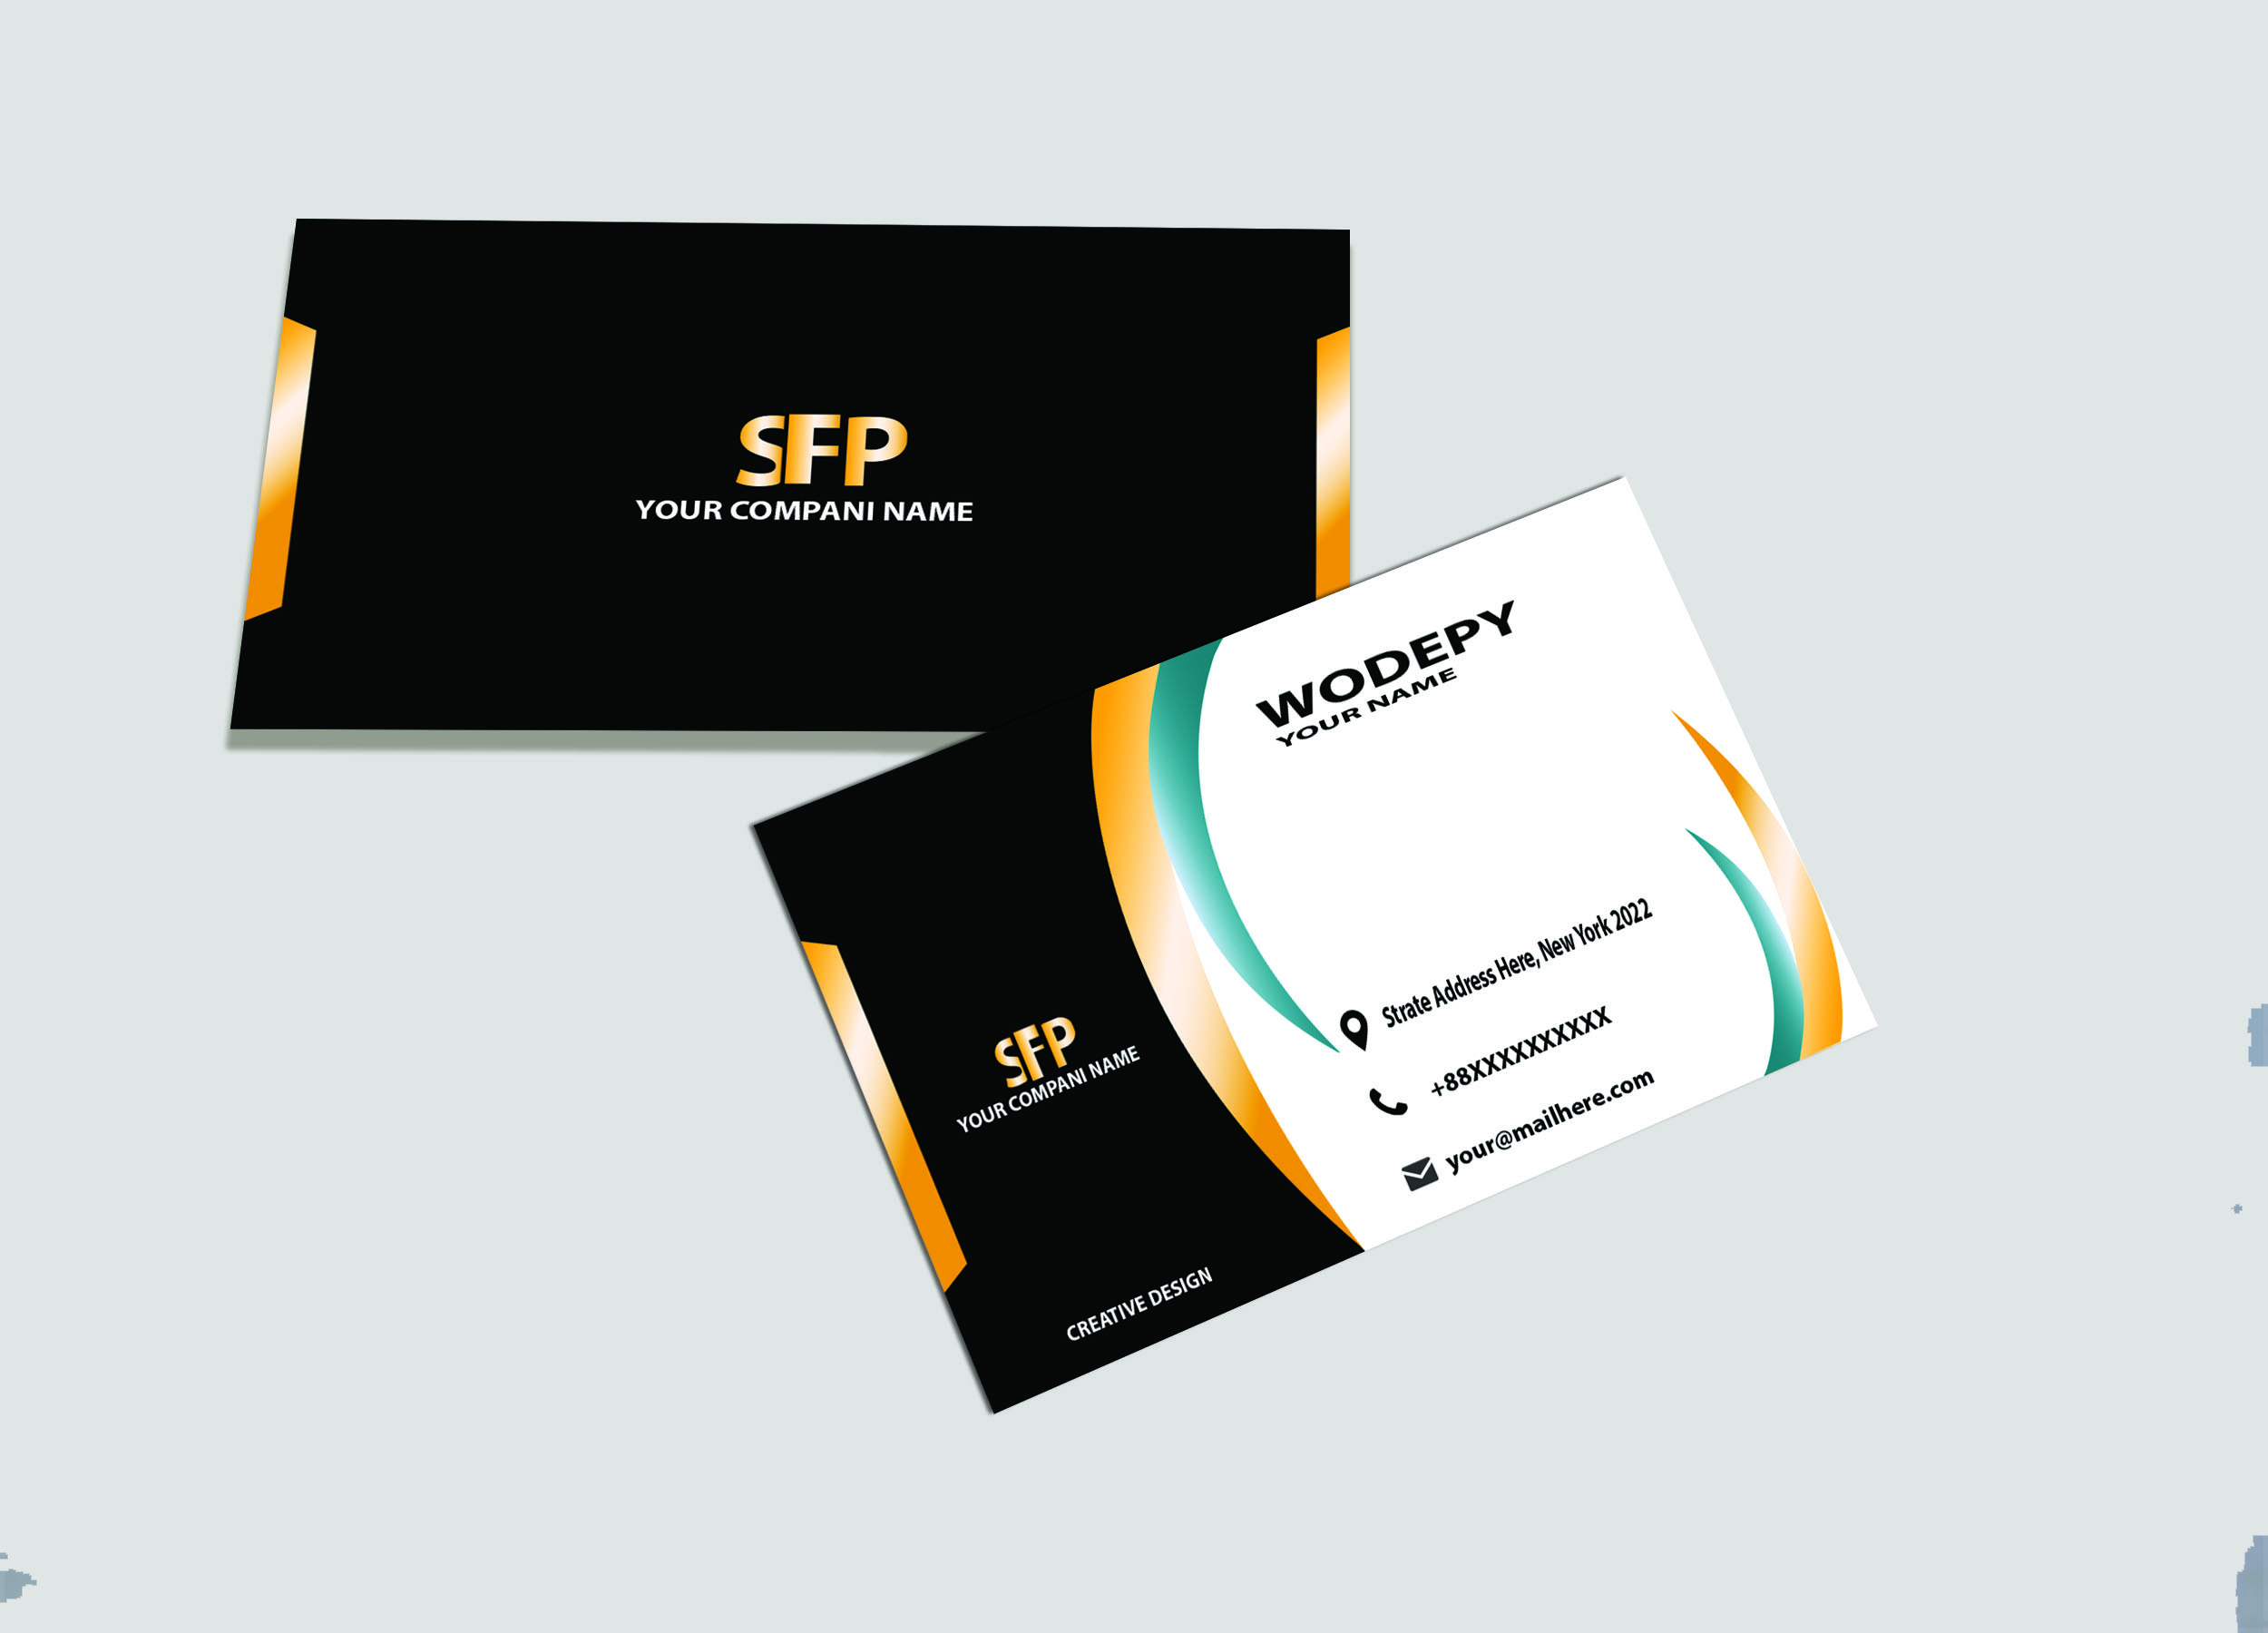 SFP
YOUR COMPANI NAME
WODEPY
YOUR NAME
Strate Address Here, New York 2022
+88XXXXXXXXXXX
your@mailhere.com
SFP
YOUR COMPANI NAME
CREATIVE DESIGN